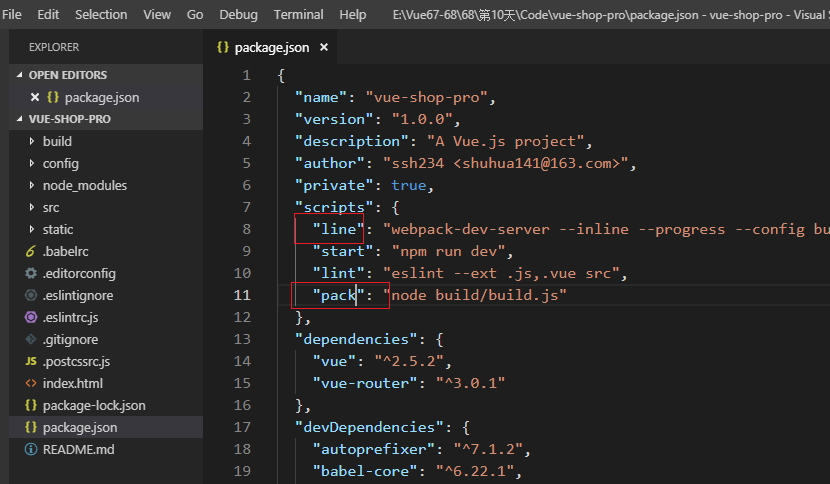 File Edit Selection View Go Debug Terminal Help E:\Vue67-68\68\第10天\Code\vue-shop-pro\package.json - vue-shop-pro - Visual
EXPLORER
OPEN EDITORS
package.json
VUE-SHOP-PRO
build
config
node_modules
src
static
.babelrc
.editorconfig
.eslintignore
.eslintrc.js
.gitignore
JS .postcssrc.js
index.html
{} package-lock.json
{} package.json
README.md
{} package.json
1 {
2 "name": "vue-shop-pro",
3 "version": "1.0.0",
4 "description": "A Vue.js project",
5 "author": "ssh234 <shuhua141@163.com>",
6 "private": true,
7 "scripts": {
8 "line": "webpack-dev-server --inline --progress --config bu
9 "start": "npm run dev",
10 "lint": "eslint --ext .js,.vue src",
11 "pack": "node build/build.js"
12 },
13 "dependencies": {
14 "vue": "^2.5.2",
15 "vue-router": "^3.0.1"
16 },
17 "devDependencies": {
18 "autoprefixer": "^7.1.2",
19 "babel-core": "^6.22.1",